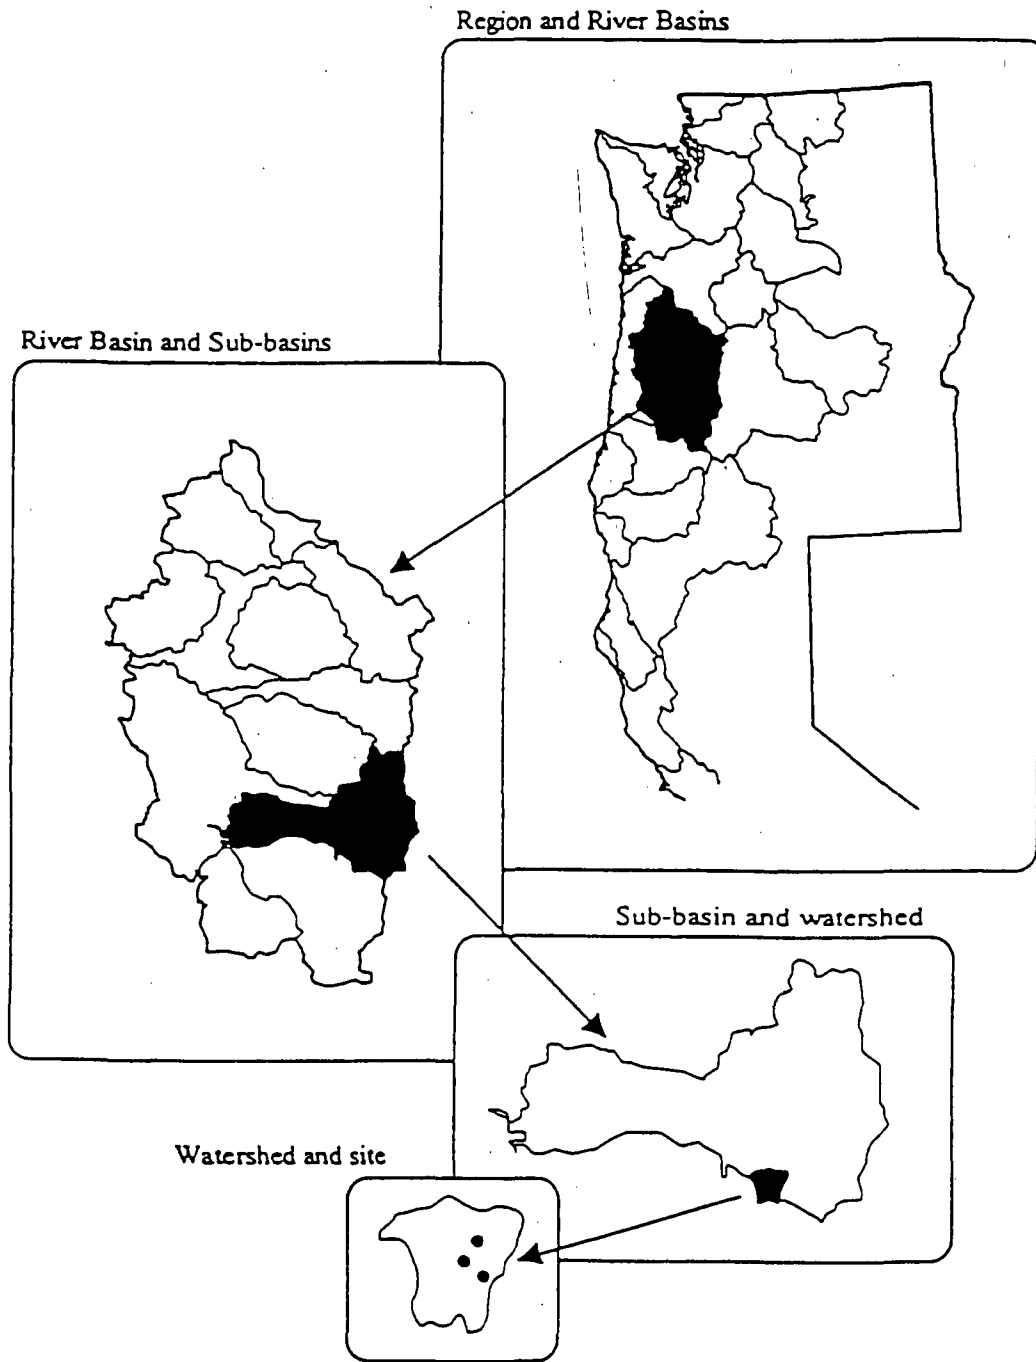 Region and River Basins
River Basin and Sub-basins
Sub-basin and watershed
Watershed and site